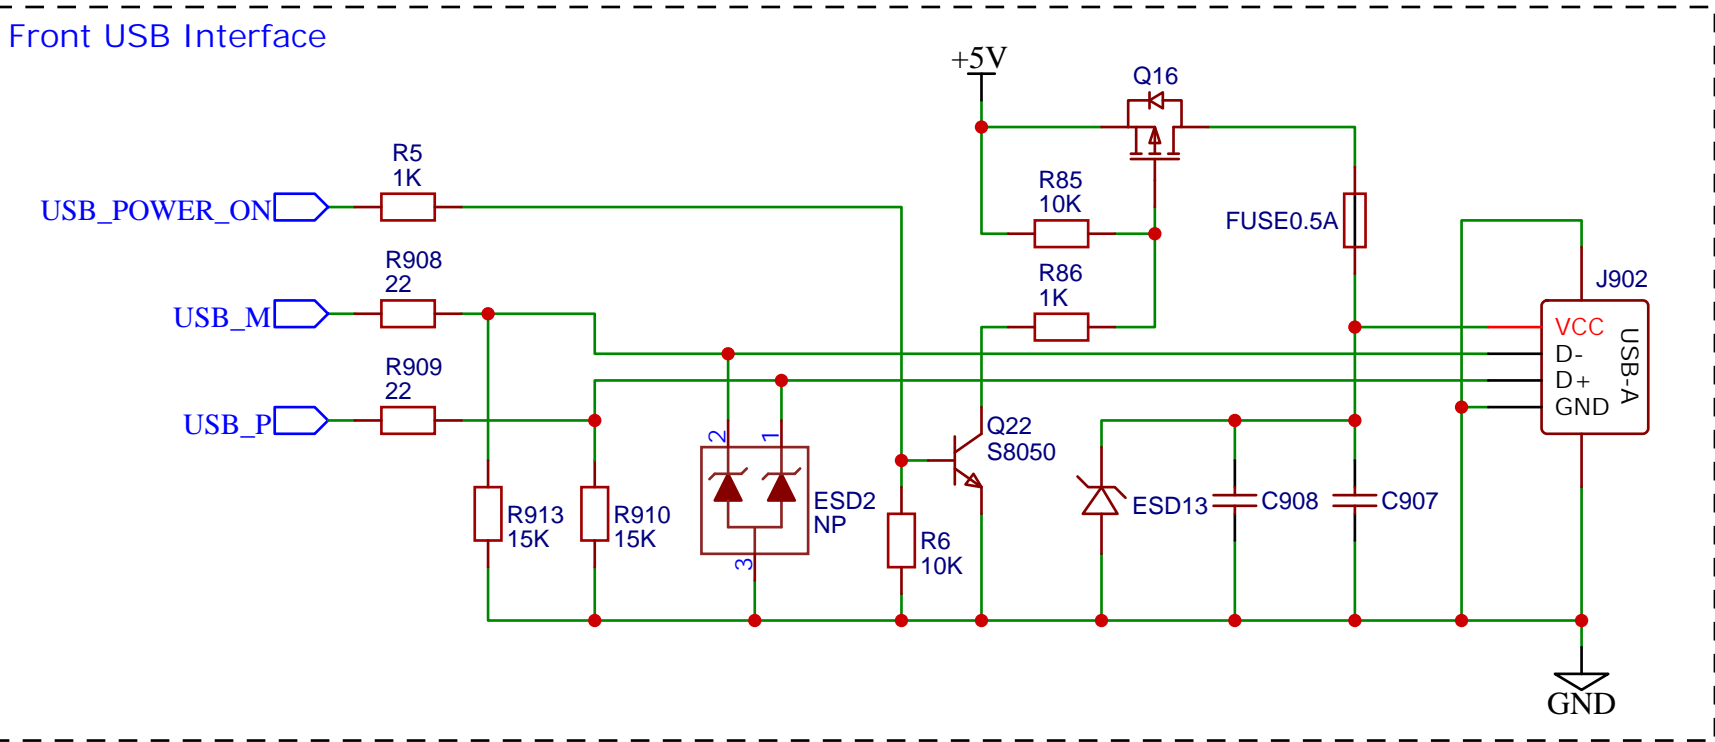 Front USB Interface
+5V
Q16
R5
1K
USB_POWER_ON
R85
10K
FUSE0.5A
R908
22
USB_M
R86
1K
J902
VCC
D-
D+
GND
USB-A
R909
22
USB_P
2
1
Q22
S8050
R913
15K
R910
15K
ESD2
NP
3
R6
10K
ESD13
C908
C907
GND